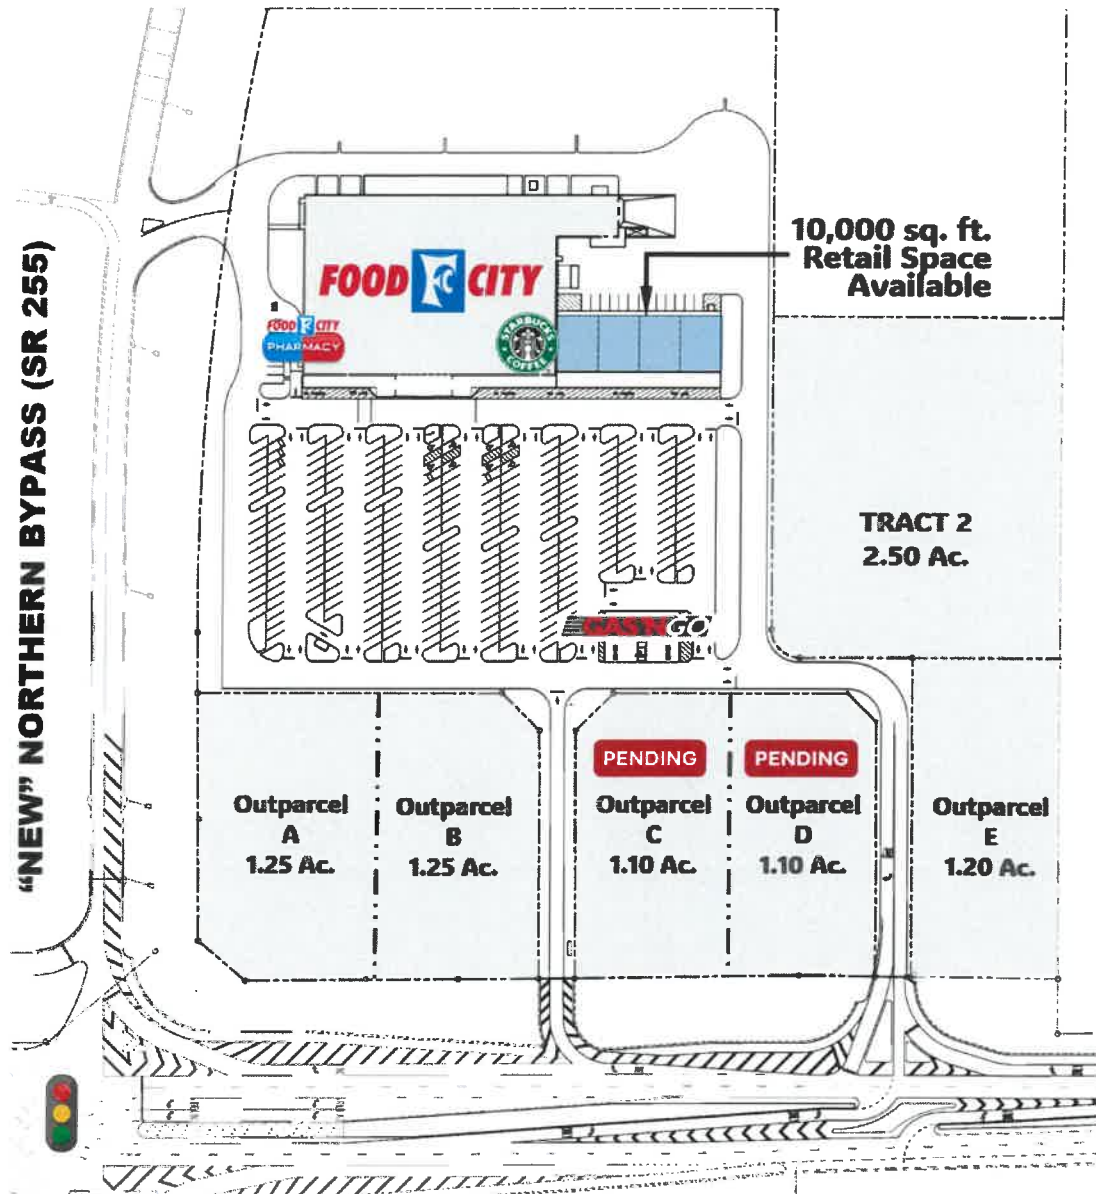 10,000 sq. ft.
Retail Space
Available
FOOD FC CITY
FOOD CITY
PHARMACY
STARBUCKS
COFFEE
"NEW" NORTHERN BYPASS (SR 255)
TRACT 2
2.50 Ac.
GAS'N GO
PENDING
PENDING
Outparcel
A
1.25 Ac.
Outparcel
B
1.25 Ac.
Outparcel
C
1.10 Ac.
Outparcel
D
1.10 Ac.
Outparcel
E
1.20 Ac.